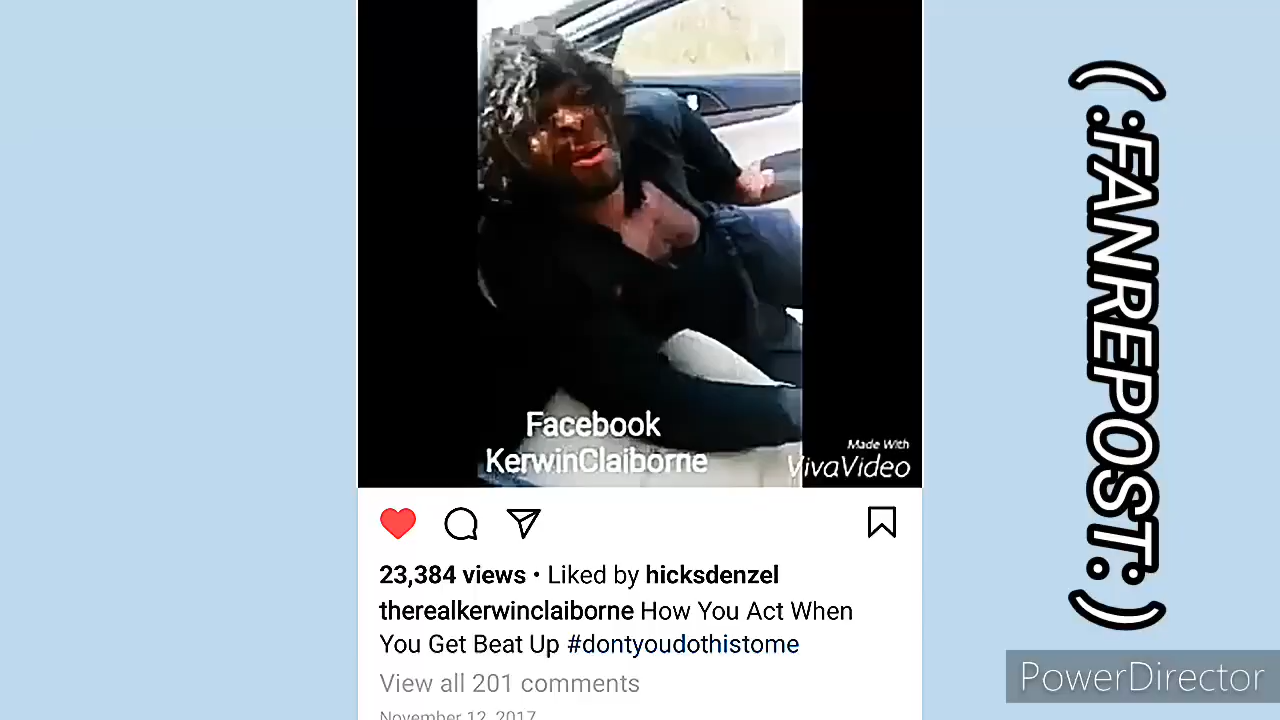 Facebook
KerwinClaiborne
Made With
VivaVideo
23,384 views • Liked by hicksdenzel
therealkerwinclaiborne How You Act When
You Get Beat Up #dontyoudothistome
View all 201 comments
November 12, 2017
(:FANREPOST:)
PowerDirector